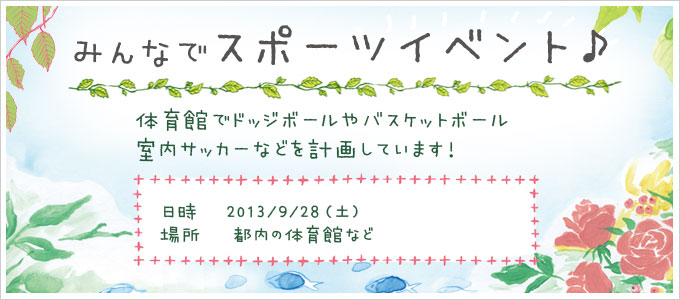 みんなでスポーツイベント♪
体育館でドッジボールやバスケットボール
室内サッカーなどを計画しています!
日時 2013/9/28(土)
場所 都内の体育館など